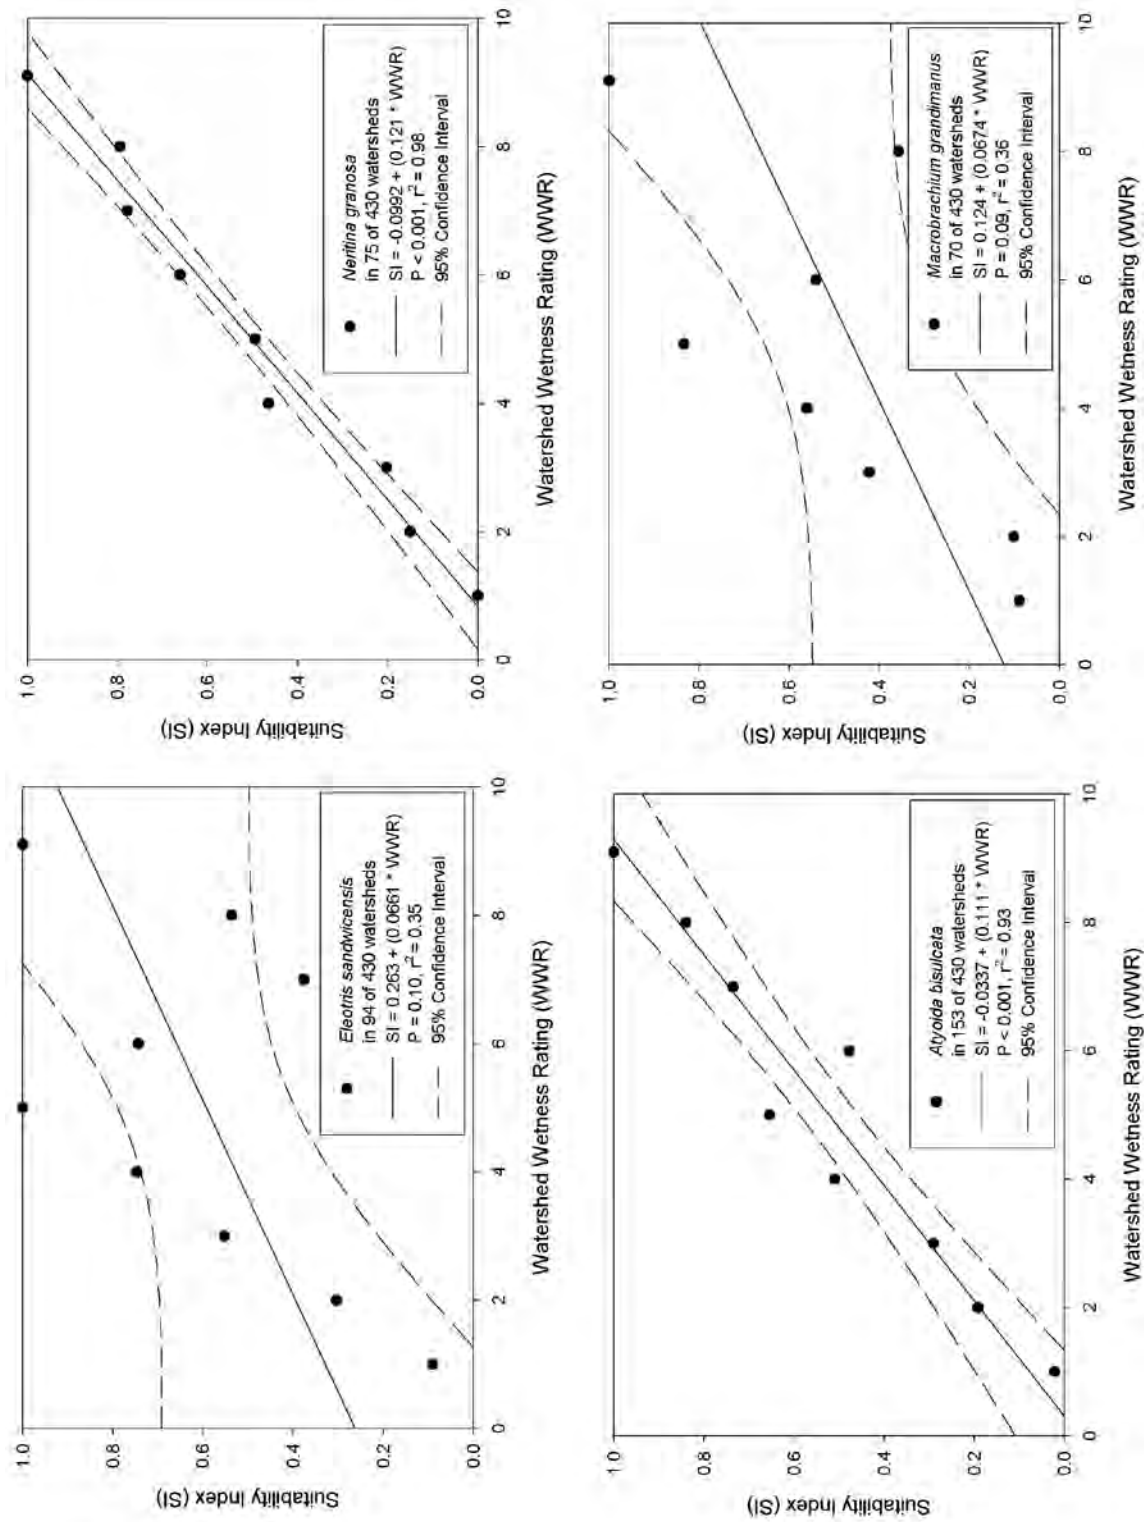 Suitability Index (SI)
1.0
0.8
0.6
0.4
0.2
0.0
0 2 4 6 8 10
Watershed Wetness Rating (WWR)
Eleotris sandwicensis
in 94 of 430 watersheds
SI = 0.263 + (0.0661 * WWR)
P = 0.10, r² = 0.35
95% Confidence Interval
Suitability Index (SI)
1.0
0.8
0.6
0.4
0.2
0.0
0 2 4 6 8 10
Watershed Wetness Rating (WWR)
Neritina granosa
in 75 of 430 watersheds
SI = -0.0992 + (0.121 * WWR)
P < 0.001, r² = 0.98
95% Confidence Interval
Suitability Index (SI)
1.0
0.8
0.6
0.4
0.2
0.0
0 2 4 6 8 10
Watershed Wetness Rating (WWR)
Atyoida bisulcata
in 153 of 430 watersheds
SI = -0.0337 + (0.111 * WWR)
P < 0.001, r² = 0.93
95% Confidence Interval
Suitability Index (SI)
1.0
0.8
0.6
0.4
0.2
0.0
0 2 4 6 8 10
Watershed Wetness Rating (WWR)
Macrobrachium grandimanus
in 70 of 430 watersheds
SI = 0.124 + (0.0674 * WWR)
P = 0.09, r² = 0.36
95% Confidence Interval